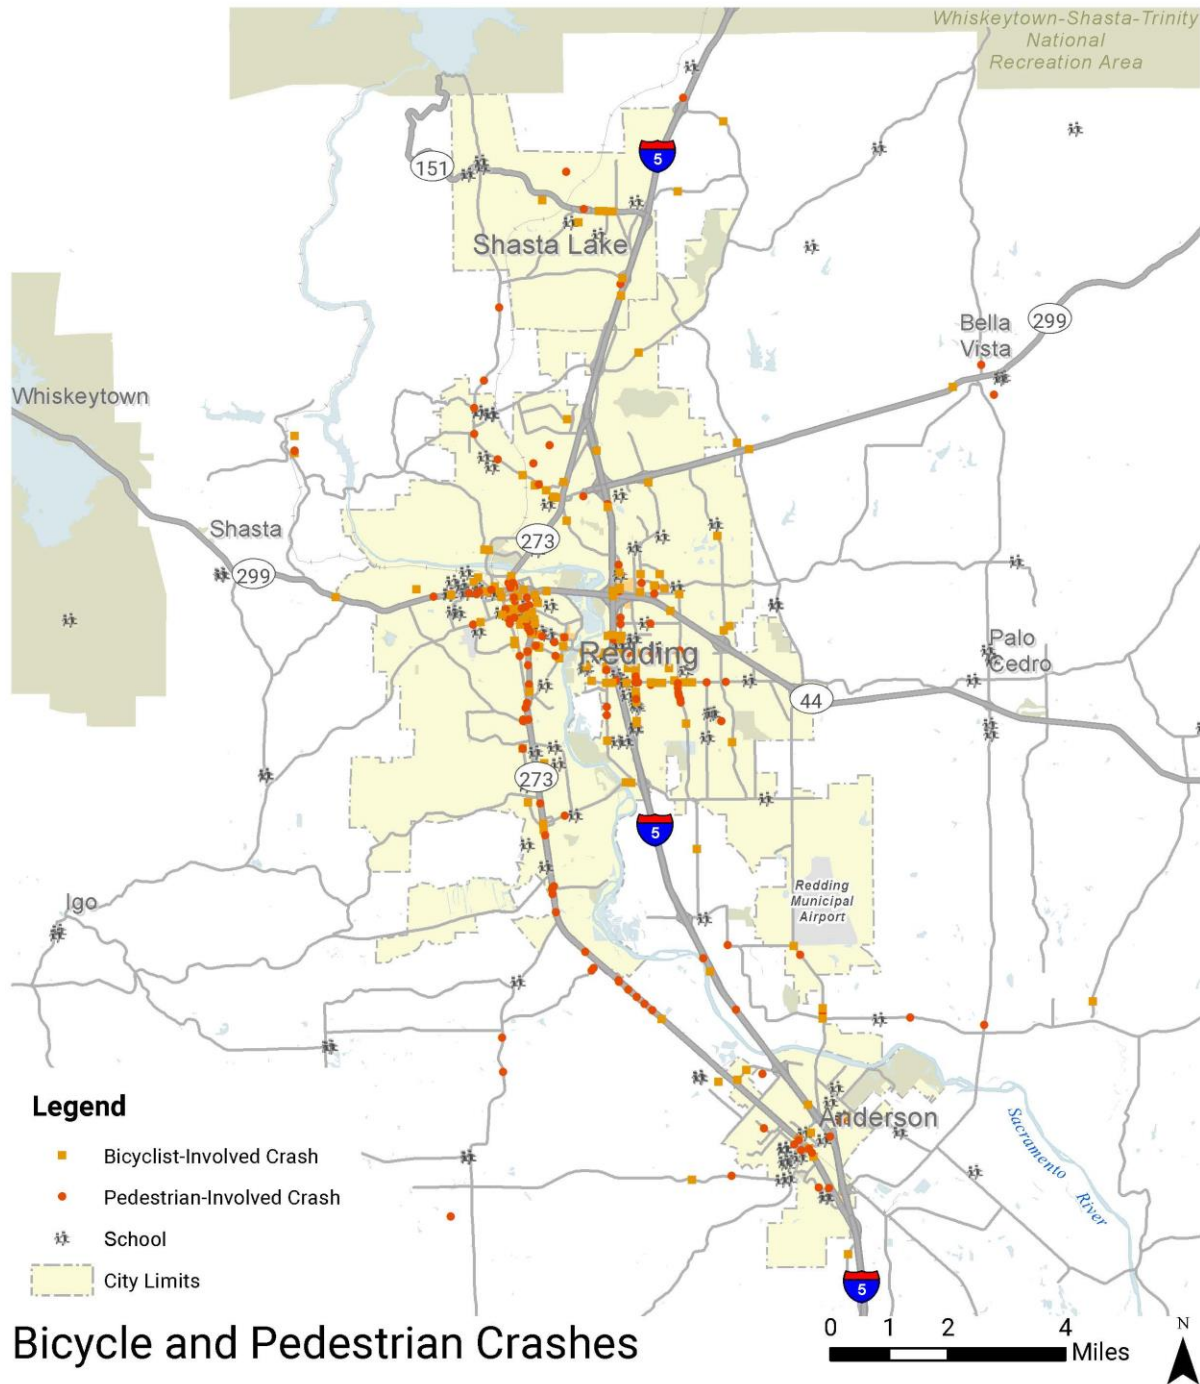 Whiskeytown-Shasta-Trinity
National
Recreation Area
5
151
Shasta Lake
299
Bella
Vista
Whiskeytown
Shasta
299
273
Redding
Palo
Cedro
44
273
5
Redding
Municipal
Airport
Igo
Anderson
Sacramento
River
Legend
Bicyclist-Involved Crash
Pedestrian-Involved Crash
School
City Limits
5
Bicycle and Pedestrian Crashes
0 1 2 4
Miles
N